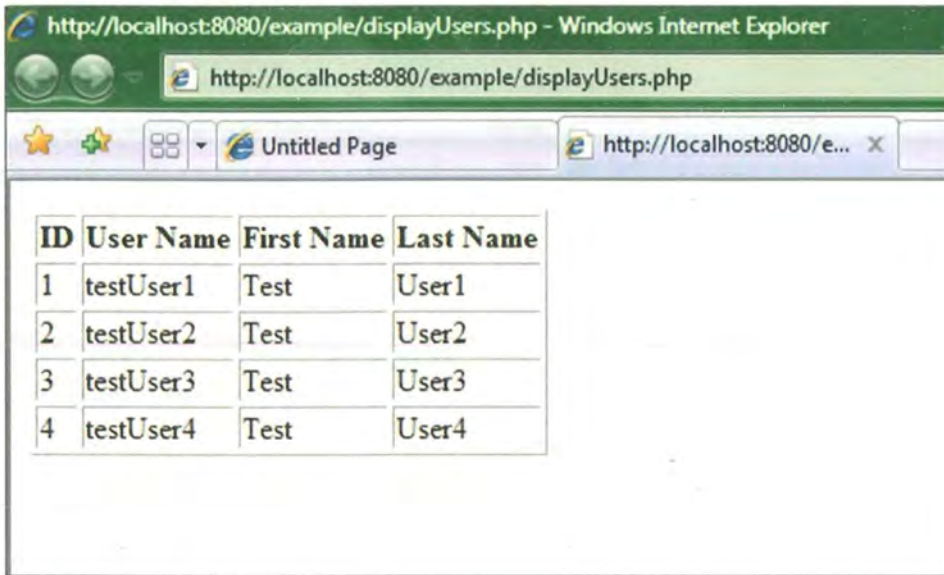 http://localhost:8080/example/displayUsers.php - Windows Internet Explorer
http://localhost:8080/example/displayUsers.php
Untitled Page http://localhost:8080/e...
ID User Name First Name Last Name
1 testUser1 Test User1
2 testUser2 Test User2
3 testUser3 Test User3
4 testUser4 Test User4